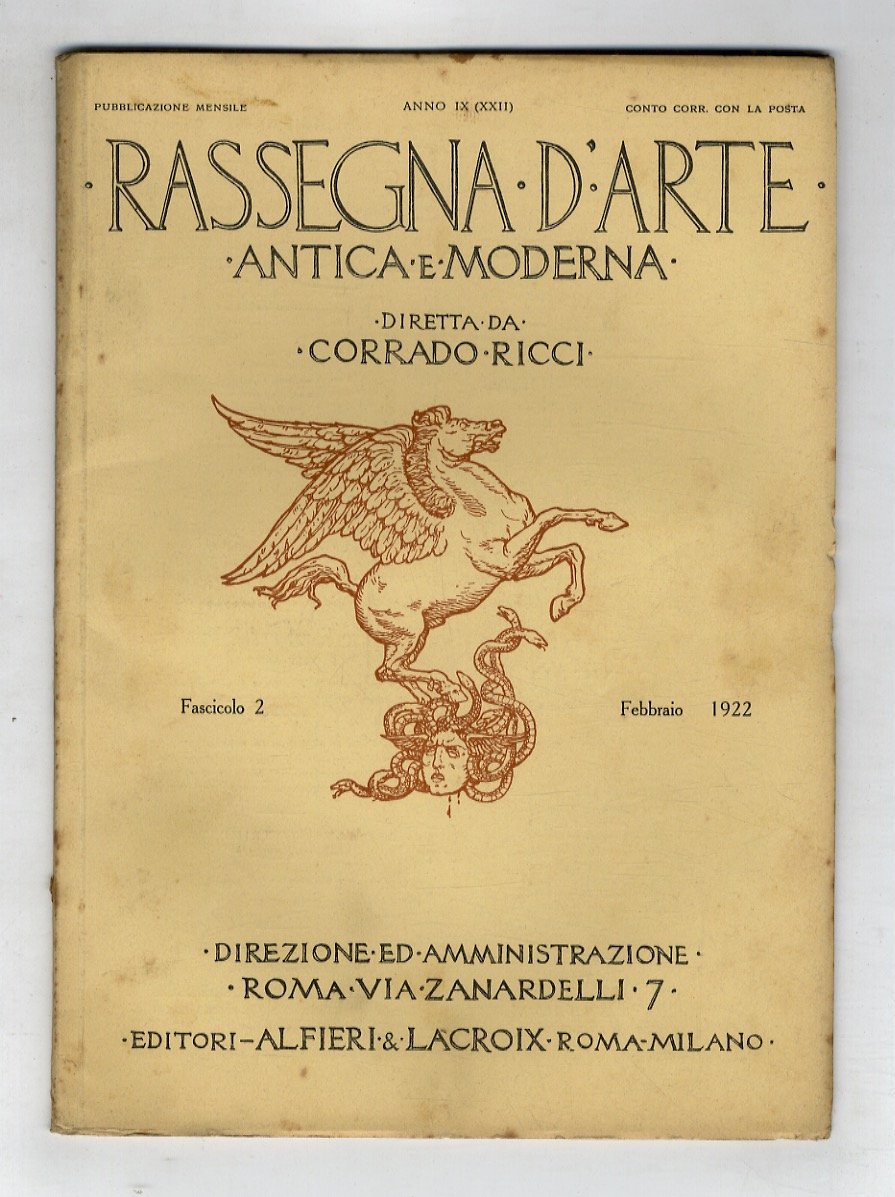 PUBBLICAZIONE MENSILE ANNO IX (XXII) CONTO CORR. CON LA POSTA
·RASSEGNA·D'ARTE·
·ANTICA·E·MODERNA·
·DIRETTA·DA·
·CORRADO·RICCI·
Fascicolo 2 Febbraio 1922
·DIREZIONE·ED·AMMINISTRAZIONE·
·ROMA·VIA·ZANARDELLI·7·
·EDITORI–ALFIERI·&·LACROIX·ROMA-MILANO·